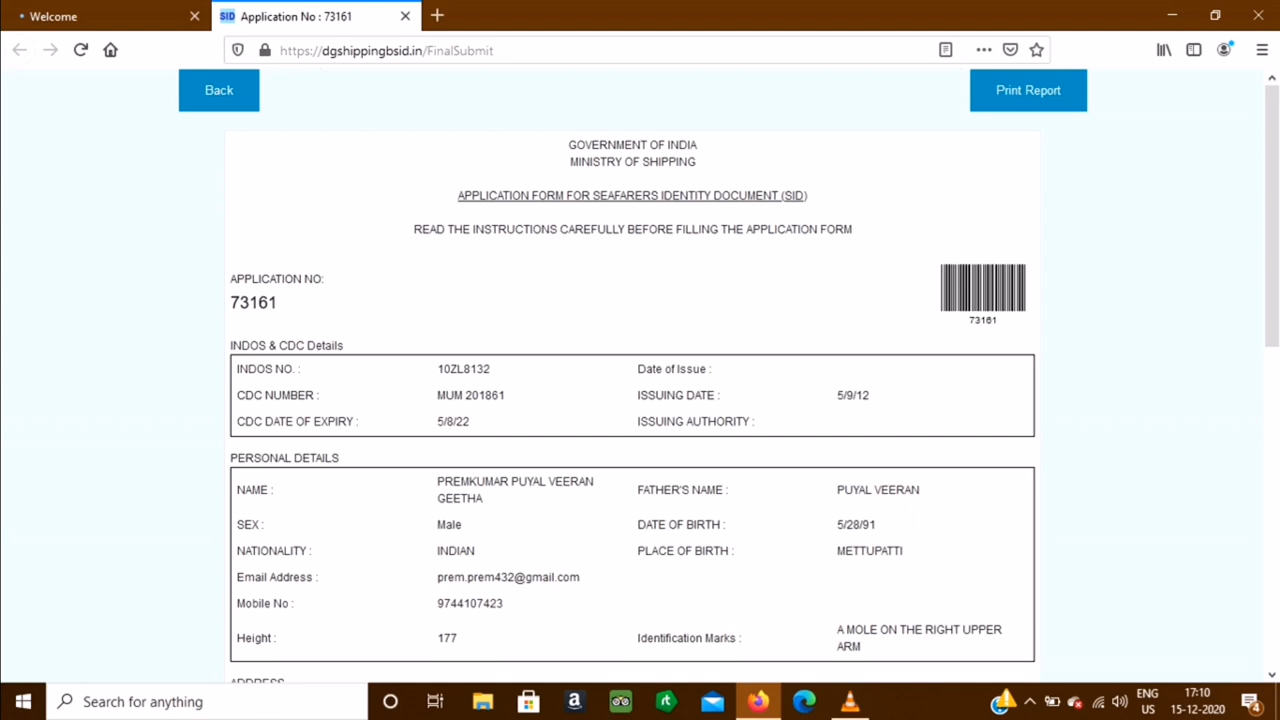 Welcome
SID Application No : 73161
https://dgshippingbsid.in/FinalSubmit
Back
Print Report
GOVERNMENT OF INDIA
MINISTRY OF SHIPPING
APPLICATION FORM FOR SEAFARERS IDENTITY DOCUMENT (SID)
READ THE INSTRUCTIONS CAREFULLY BEFORE FILLING THE APPLICATION FORM
APPLICATION NO:
73161
73161
INDOS & CDC Details
INDOS NO. : 10ZL8132 Date of Issue :
CDC NUMBER : MUM 201861 ISSUING DATE : 5/9/12
CDC DATE OF EXPIRY : 5/8/22 ISSUING AUTHORITY :
PERSONAL DETAILS
NAME : PREMKUMAR PUYAL VEERAN GEETHA FATHER'S NAME : PUYAL VEERAN
SEX : Male DATE OF BIRTH : 5/28/91
NATIONALITY : INDIAN PLACE OF BIRTH : METTUPATTI
Email Address : prem.prem432@gmail.com
Mobile No : 9744107423
Height : 177 Identification Marks : A MOLE ON THE RIGHT UPPER ARM
ADDRESS
Search for anything
ENG 17:10
US 15-12-2020 4